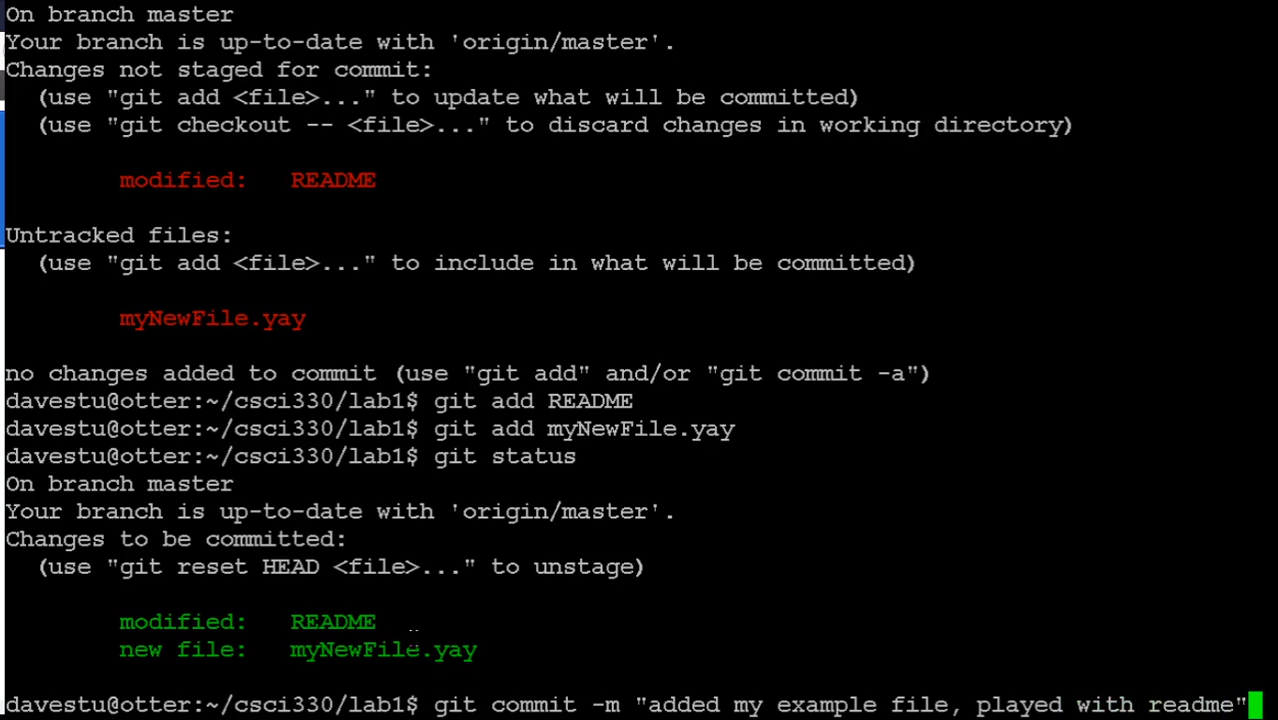 On branch master
Your branch is up-to-date with 'origin/master'.
Changes not staged for commit:
  (use "git add <file>..." to update what will be committed)
  (use "git checkout -- <file>..." to discard changes in working directory)
        modified:   README
Untracked files:
  (use "git add <file>..." to include in what will be committed)
        myNewFile.yay
no changes added to commit (use "git add" and/or "git commit -a")
davestu@otter:~/csci330/lab1$ git add README
davestu@otter:~/csci330/lab1$ git add myNewFile.yay
davestu@otter:~/csci330/lab1$ git status
On branch master
Your branch is up-to-date with 'origin/master'.
Changes to be committed:
  (use "git reset HEAD <file>..." to unstage)
        modified:   README
        new file:   myNewFile.yay
davestu@otter:~/csci330/lab1$ git commit -m "added my example file, played with readme"